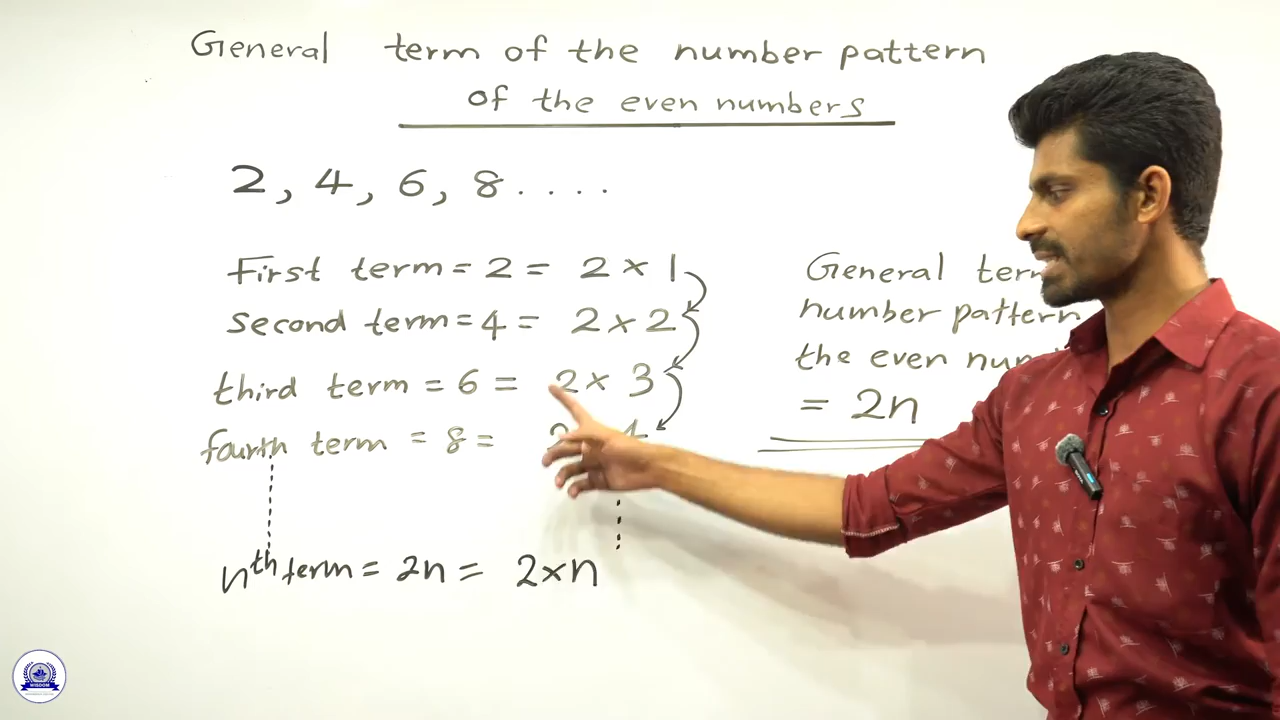 General term of the number pattern
of the even numbers
2, 4, 6, 8 . . . .
First term = 2 = 2 × 1
second term = 4 = 2 × 2
third term = 6 = 2 × 3
fourth term = 8 =
nth term = 2n = 2×n
General
number pattern
the even
= 2n
WISDOM